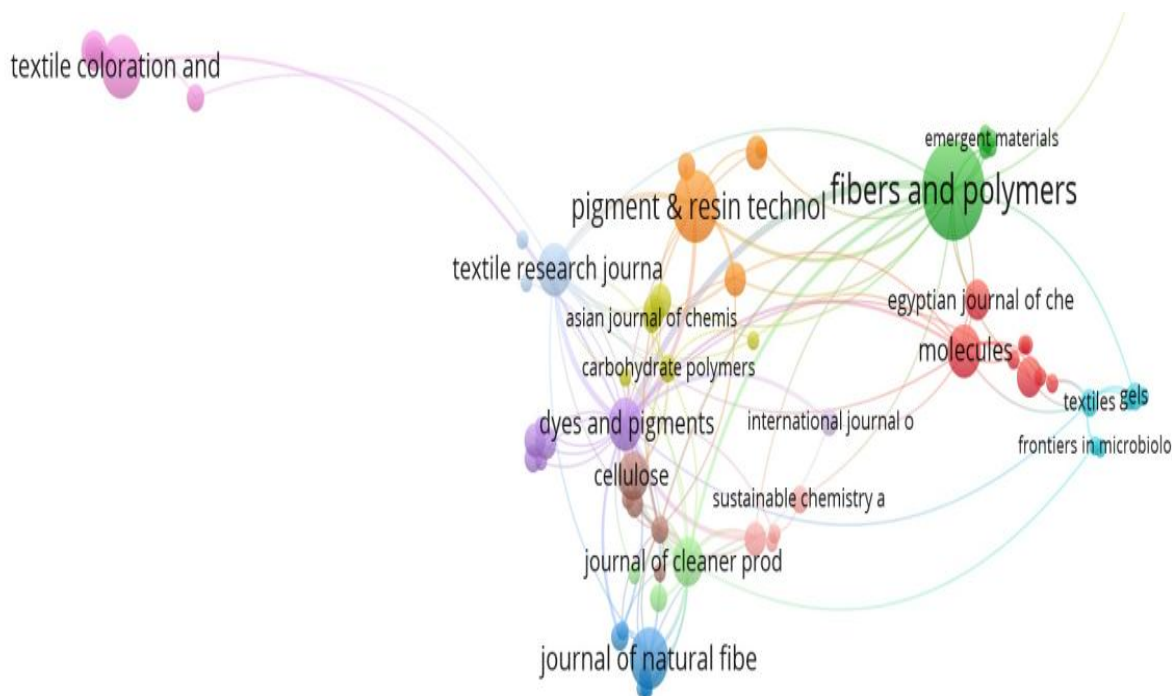 textile coloration and
emergent materials
fibers and polymers
pigment & resin technol
textile research journa
egyptian journal of che
asian journal of chemis
molecules
carbohydrate polymers
textiles
gels
dyes and pigments
international journal o
frontiers in microbiolo
cellulose
sustainable chemistry a
journal of cleaner prod
journal of natural fibe